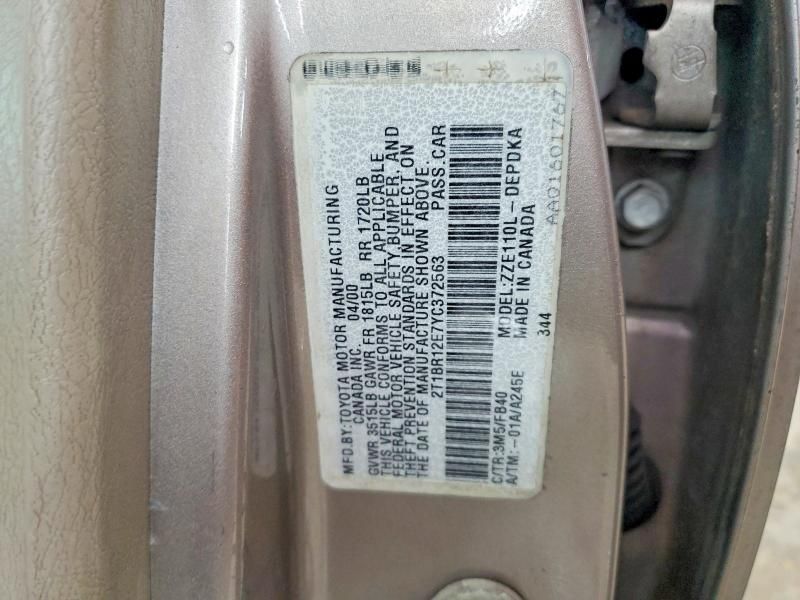 MFD.BY:TOYOTA MOTOR MANUFACTURING
CANADA INC. 04/00
GVWR 3515LB GAWR FR 1815LB RR 1720LB
THIS VEHICLE CONFORMS TO ALL APPLICABLE
FEDERAL MOTOR VEHICLE SAFETY, BUMPER, AND
THEFT PREVENTION STANDARDS IN EFFECT ON
THE DATE OF MANUFACTURE SHOWN ABOVE.
2T1BR12E7YC372563 PASS.CAR
C/TR:3M5/FB40 MODEL:ZZE110L-DEPDKA
A/TM:-01A/A245E MADE IN CANADA
344
AA016011767